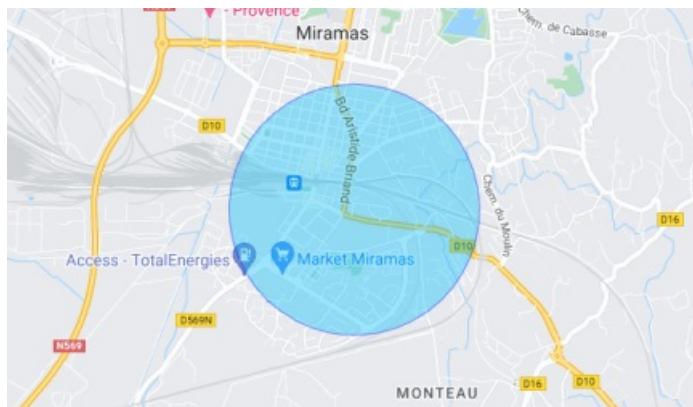 - Provence
Miramas
Chem. de Cabasse
D10
Bd Aristide Briand
Chem. du Moulin
D16
D10
Access - TotalEnergies
Market Miramas
D569N
N569
D16
D10
MONTEAU